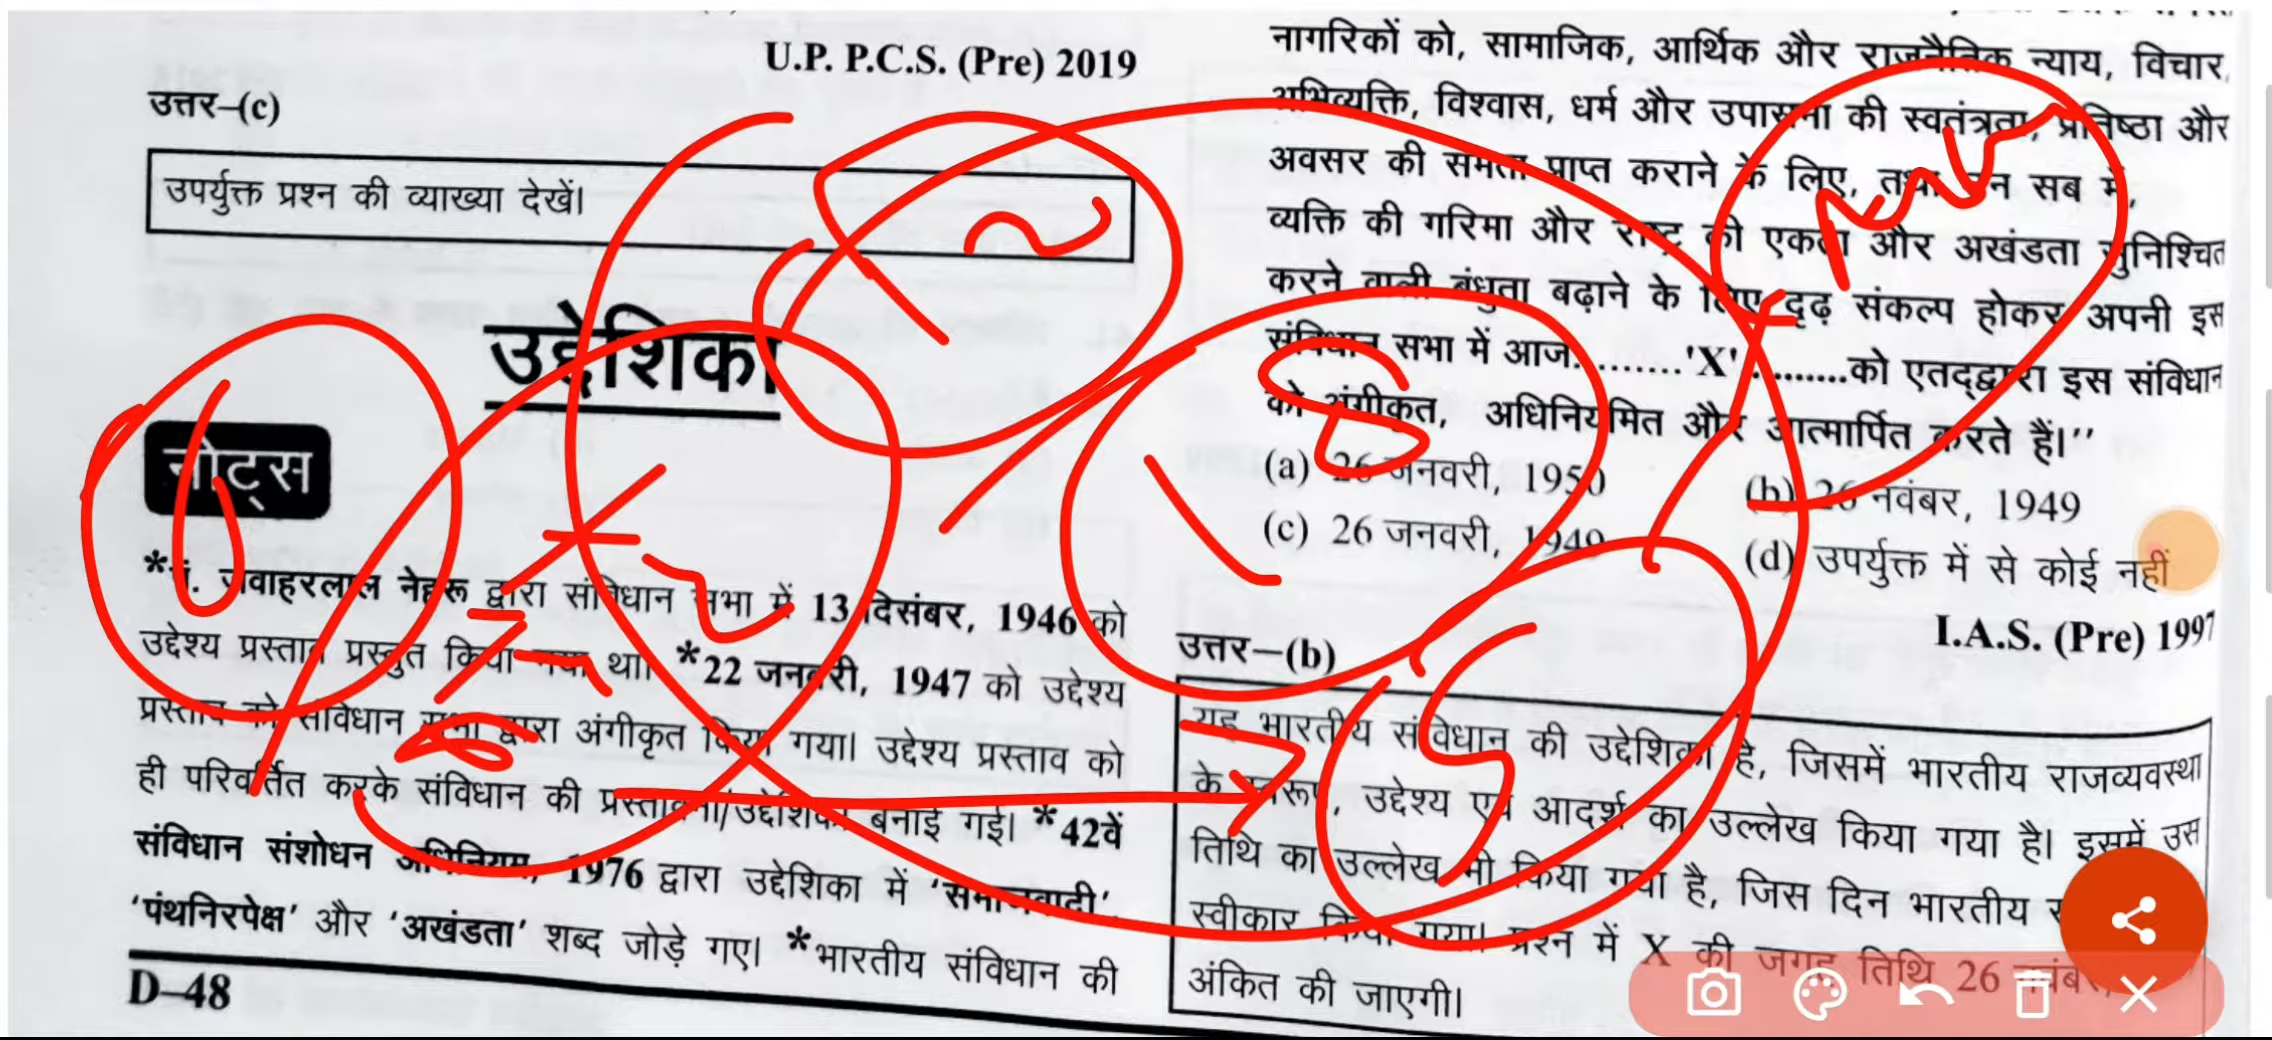 U.P. P.C.S. (Pre) 2019
उत्तर–(c)
उपर्युक्त प्रश्न की व्याख्या देखें।
उद्देशिका
नोट्स
*पं. जवाहरलाल नेहरू द्वारा संविधान सभा में 13 दिसंबर, 1946 को
उद्देश्य प्रस्ताव प्रस्तुत किया गया था। *22 जनवरी, 1947 को उद्देश्य
प्रस्ताव को संविधान सभा द्वारा अंगीकृत किया गया। उद्देश्य प्रस्ताव को
ही परिवर्तित करके संविधान की प्रस्तावना/उद्देशिका बनाई गई। *42वें
संविधान संशोधन अधिनियम, 1976 द्वारा उद्देशिका में 'समाजवादी',
'पंथनिरपेक्ष' और 'अखंडता' शब्द जोड़े गए। *भारतीय संविधान की
D–48
नागरिकों को, सामाजिक, आर्थिक और राजनैतिक न्याय, विचार,
अभिव्यक्ति, विश्वास, धर्म और उपासना की स्वतंत्रता, प्रतिष्ठा और
अवसर की समता प्राप्त कराने के लिए, तथा उन सब में,
व्यक्ति की गरिमा और राष्ट्र की एकता और अखंडता सुनिश्चित
करने वाली बंधुता बढ़ाने के लिए दृढ़ संकल्प होकर अपनी इस
संविधान सभा में आज.........'X'..........को एतद्द्वारा इस संविधान
को अंगीकृत, अधिनियमित और आत्मार्पित करते हैं।''
(a) 26 जनवरी, 1950 (b) 26 नवंबर, 1949
(c) 26 जनवरी, 1949 (d) उपर्युक्त में से कोई नहीं
I.A.S. (Pre) 1997
उत्तर–(b)
यह भारतीय संविधान की उद्देशिका है, जिसमें भारतीय राजव्यवस्था
के स्वरूप, उद्देश्य एवं आदर्श का उल्लेख किया गया है। इसमें उस
तिथि का उल्लेख भी किया गया है, जिस दिन भारतीय
स्वीकार किया गया। प्रश्न में X की जगह तिथि 26 नवंबर,
अंकित की जाएगी।